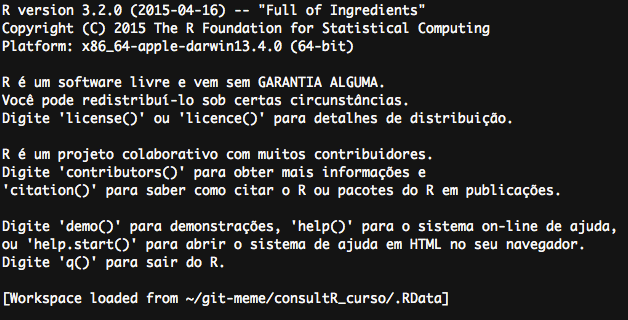 R version 3.2.0 (2015-04-16) -- "Full of Ingredients"
Copyright (C) 2015 The R Foundation for Statistical Computing
Platform: x86_64-apple-darwin13.4.0 (64-bit)
R é um software livre e vem sem GARANTIA ALGUMA.
Você pode redistribuí-lo sob certas circunstâncias.
Digite 'license()' ou 'licence()' para detalhes de distribuição.
R é um projeto colaborativo com muitos contribuidores.
Digite 'contributors()' para obter mais informações e
'citation()' para saber como citar o R ou pacotes do R em publicações.
Digite 'demo()' para demonstrações, 'help()' para o sistema on-line de ajuda,
ou 'help.start()' para abrir o sistema de ajuda em HTML no seu navegador.
Digite 'q()' para sair do R.
[Workspace loaded from ~/git-meme/consultR_curso/.RData]